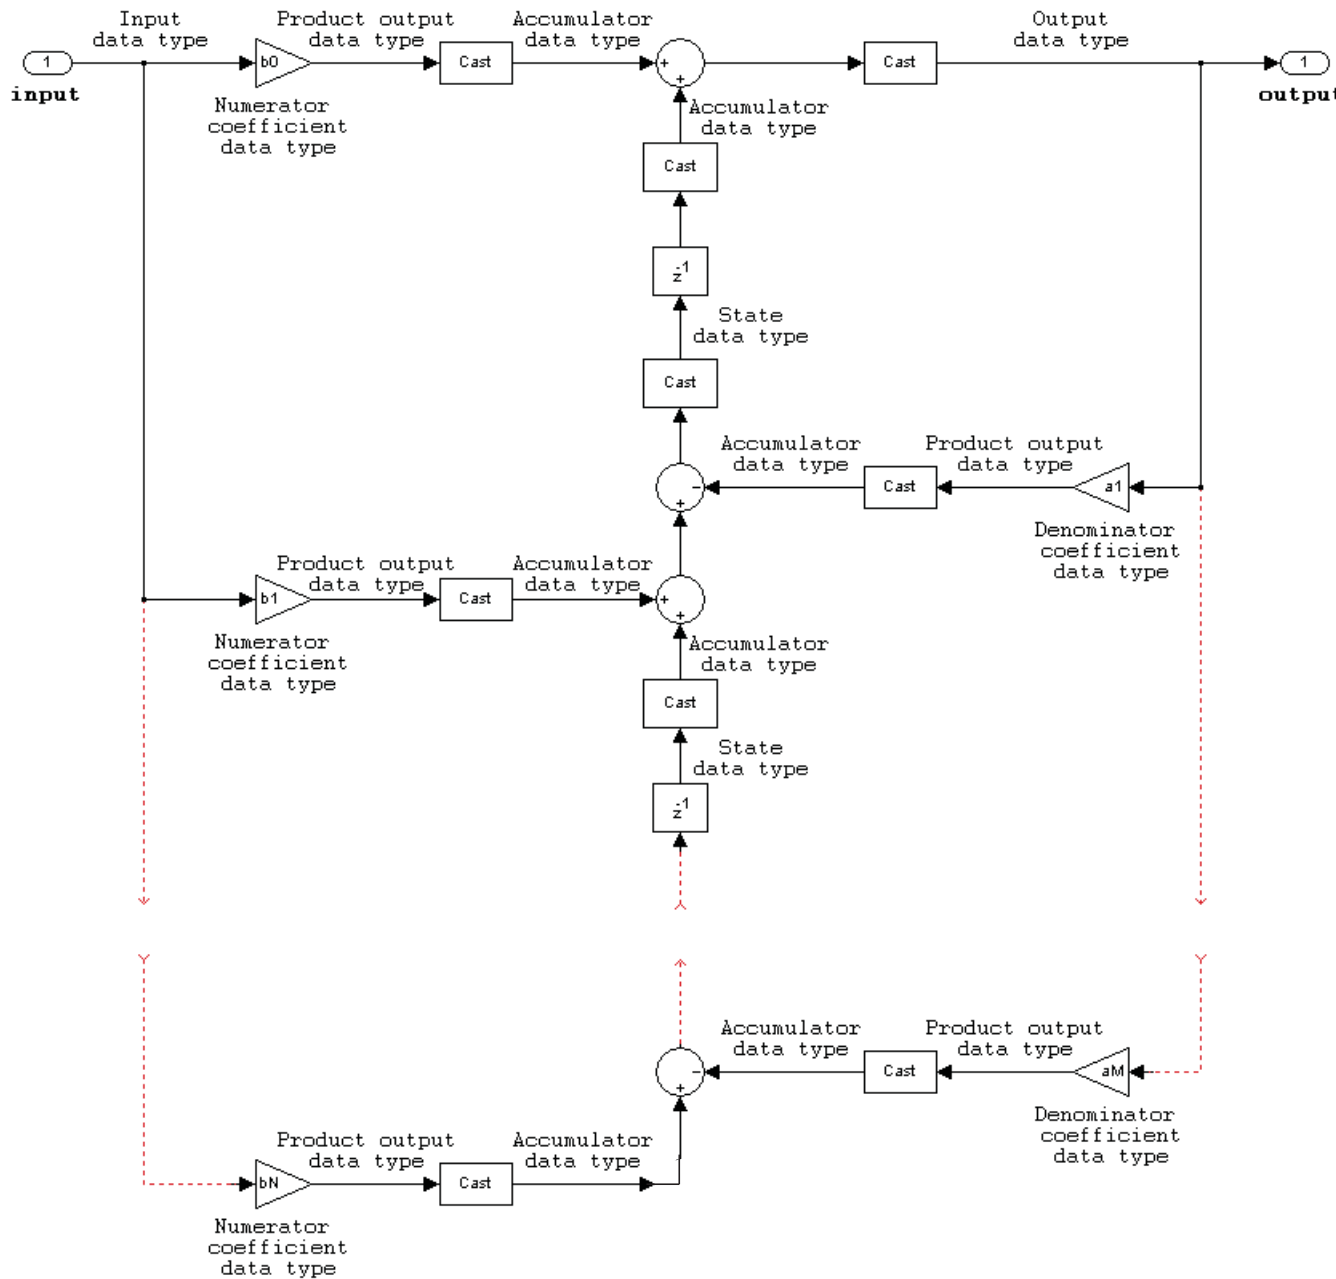 Input
data type
Product output
data type
Accumulator
data type
Output
data type
1
input
b0
Cast
+
+
Cast
1
output
Numerator
coefficient
data type
Accumulator
data type
Cast
z-1
State
data type
Cast
Accumulator
data type
Product output
data type
-
+
Cast
a1
Denominator
coefficient
data type
Product output
data type
Accumulator
data type
b1
Cast
+
+
Numerator
coefficient
data type
Accumulator
data type
Cast
State
data type
z-1
Accumulator
data type
Product output
data type
-
+
Cast
aM
Denominator
coefficient
data type
Product output
data type
Accumulator
data type
bN
Cast
Numerator
coefficient
data type